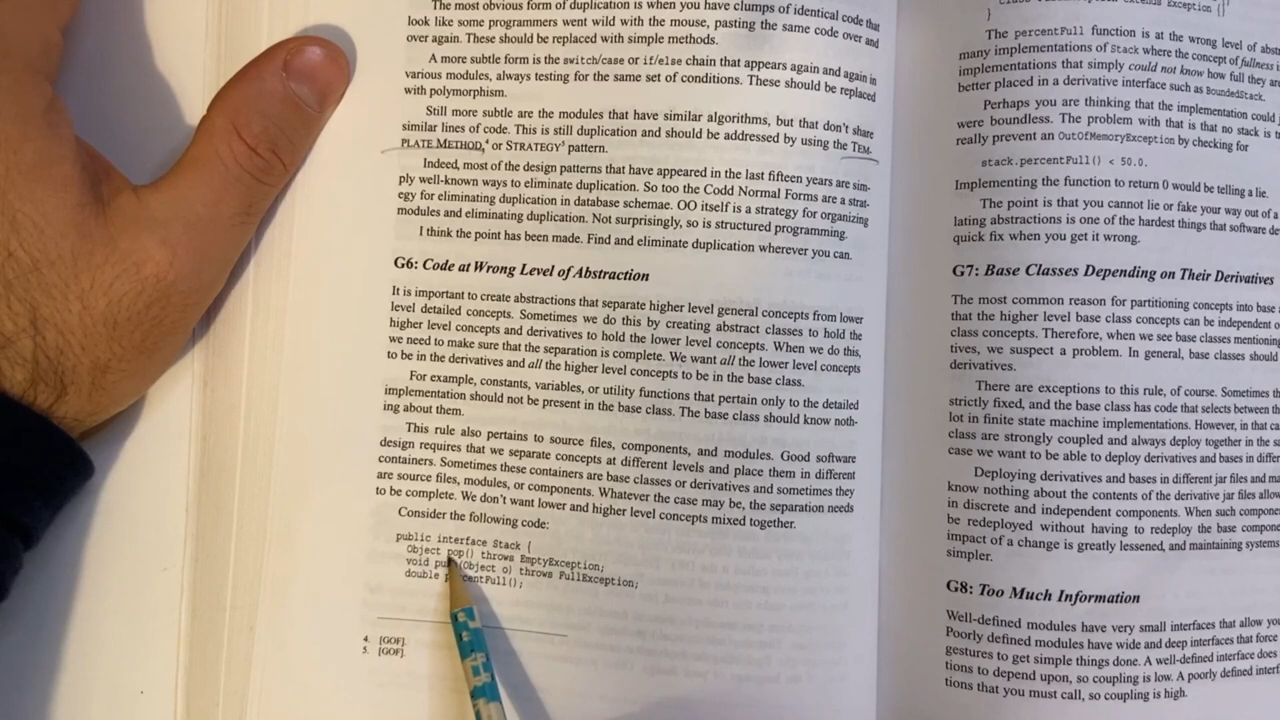 The most obvious form of duplication is when you have clumps of identical code that
look like some programmers went wild with the mouse, pasting the same code over and
over again. These should be replaced with simple methods.
A more subtle form is the switch/case or if/else chain that appears again and again in
various modules, always testing for the same set of conditions. These should be replaced
with polymorphism.
Still more subtle are the modules that have similar algorithms, but that don't share
similar lines of code. This is still duplication and should be addressed by using the TEM-
PLATE METHOD,4 or STRATEGY5 pattern.
Indeed, most of the design patterns that have appeared in the last fifteen years are sim-
ply well-known ways to eliminate duplication. So too the Codd Normal Forms are a strat-
egy for eliminating duplication in database schemae. OO itself is a strategy for organizing
modules and eliminating duplication. Not surprisingly, so is structured programming.
I think the point has been made. Find and eliminate duplication wherever you can.
G6: Code at Wrong Level of Abstraction
It is important to create abstractions that separate higher level general concepts from lower
level detailed concepts. Sometimes we do this by creating abstract classes to hold the
higher level concepts and derivatives to hold the lower level concepts. When we do this,
we need to make sure that the separation is complete. We want all the lower level concepts
to be in the derivatives and all the higher level concepts to be in the base class.
For example, constants, variables, or utility functions that pertain only to the detailed
implementation should not be present in the base class. The base class should know noth-
ing about them.
This rule also pertains to source files, components, and modules. Good software
design requires that we separate concepts at different levels and place them in different
containers. Sometimes these containers are base classes or derivatives and sometimes they
are source files, modules, or components. Whatever the case may be, the separation needs
to be complete. We don't want lower and higher level concepts mixed together.
Consider the following code:
public interface Stack {
Object pop() throws EmptyException;
void (Object o) throws FullException;
double
4. [GOF].
5. [GOF].
Exception {}
}
The percentFull function is at the wrong level of
many implementations of Stack where the concept of fullness
implementations that simply could not know how full they
better placed in a derivative interface such as BoundedStack.
Perhaps you are thinking that the implementation could
were boundless. The problem with that is that no stack is
really prevent an OutOfMemoryException by checking for
stack.percentFull() < 50.0.
Implementing the function to return 0 would be telling a lie.
The point is that you cannot lie or fake your way out of a
lating abstractions is one of the hardest things that software
quick fix when you get it wrong.
G7: Base Classes Depending on Their Derivatives
The most common reason for partitioning concepts into base
that the higher level base class concepts can be independent
class concepts. Therefore, when we see base classes mentioning
tives, we suspect a problem. In general, base classes should
derivatives.
There are exceptions to this rule, of course. Sometimes
strictly fixed, and the base class has code that selects between
lot in finite state machine implementations. However, in that
class are strongly coupled and always deploy together in the
case we want to be able to deploy derivatives and bases in
Deploying derivatives and bases in different jar files and
know nothing about the contents of the derivative jar files
in discrete and independent components. When such
be redeployed without having to redeploy the base
impact of a change is greatly lessened, and maintaining systems
simpler.
G8: Too Much Information
Well-defined modules have very small interfaces that allow
Poorly defined modules have wide and deep interfaces that force
gestures to get simple things done. A well-defined interface does
tions to depend upon, so coupling is low. A poorly defined
tions that you must call, so coupling is high.